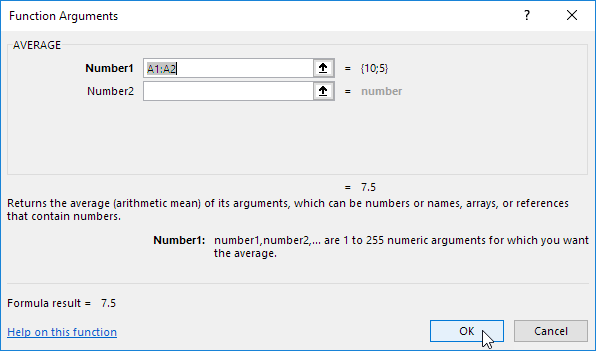 Function Arguments
AVERAGE
Number1 A1:A2 = {10;5}
Number2 = number
= 7.5
Returns the average (arithmetic mean) of its arguments, which can be numbers or names, arrays, or references
that contain numbers.
Number1: number1,number2,... are 1 to 255 numeric arguments for which you want
the average.
Formula result = 7.5
Help on this function
OK Cancel